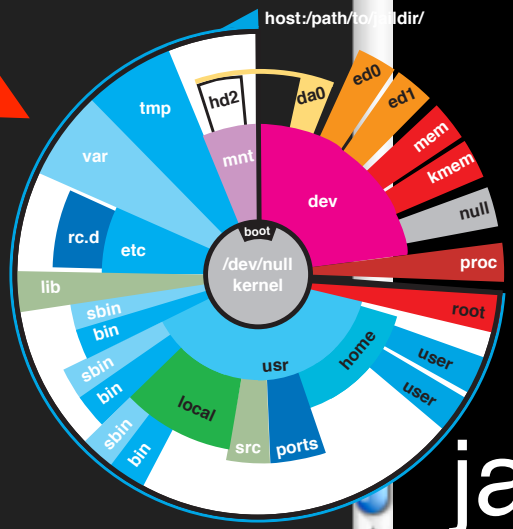 host:/path/to/jaildir/
tmp
hd2
da0
ed0
ed1
var
mnt
mem
kmem
dev
null
rc.d
etc
boot
/dev/null
kernel
proc
lib
root
sbin
bin
usr
home
user
user
sbin
bin
local
src
ports
sbin
bin
ja